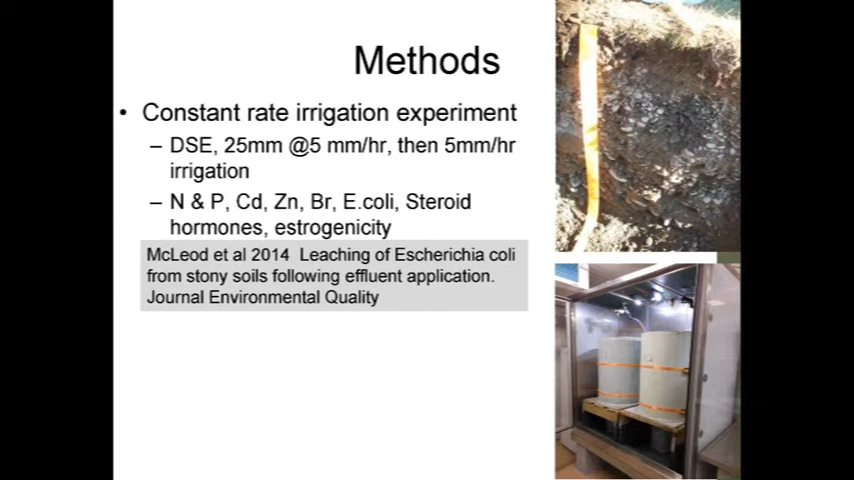 Methods
• Constant rate irrigation experiment
– DSE, 25mm @5 mm/hr, then 5mm/hr
irrigation
– N & P, Cd, Zn, Br, E.coli, Steroid
hormones, estrogenicity
McLeod et al 2014 Leaching of Escherichia coli
from stony soils following effluent application.
Journal Environmental Quality